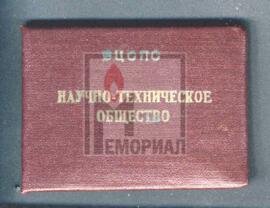 ВЦСПС
НАУЧНО-ТЕХНИЧЕСКОЕ
ОБЩЕСТВО
МЕМОРИАЛ